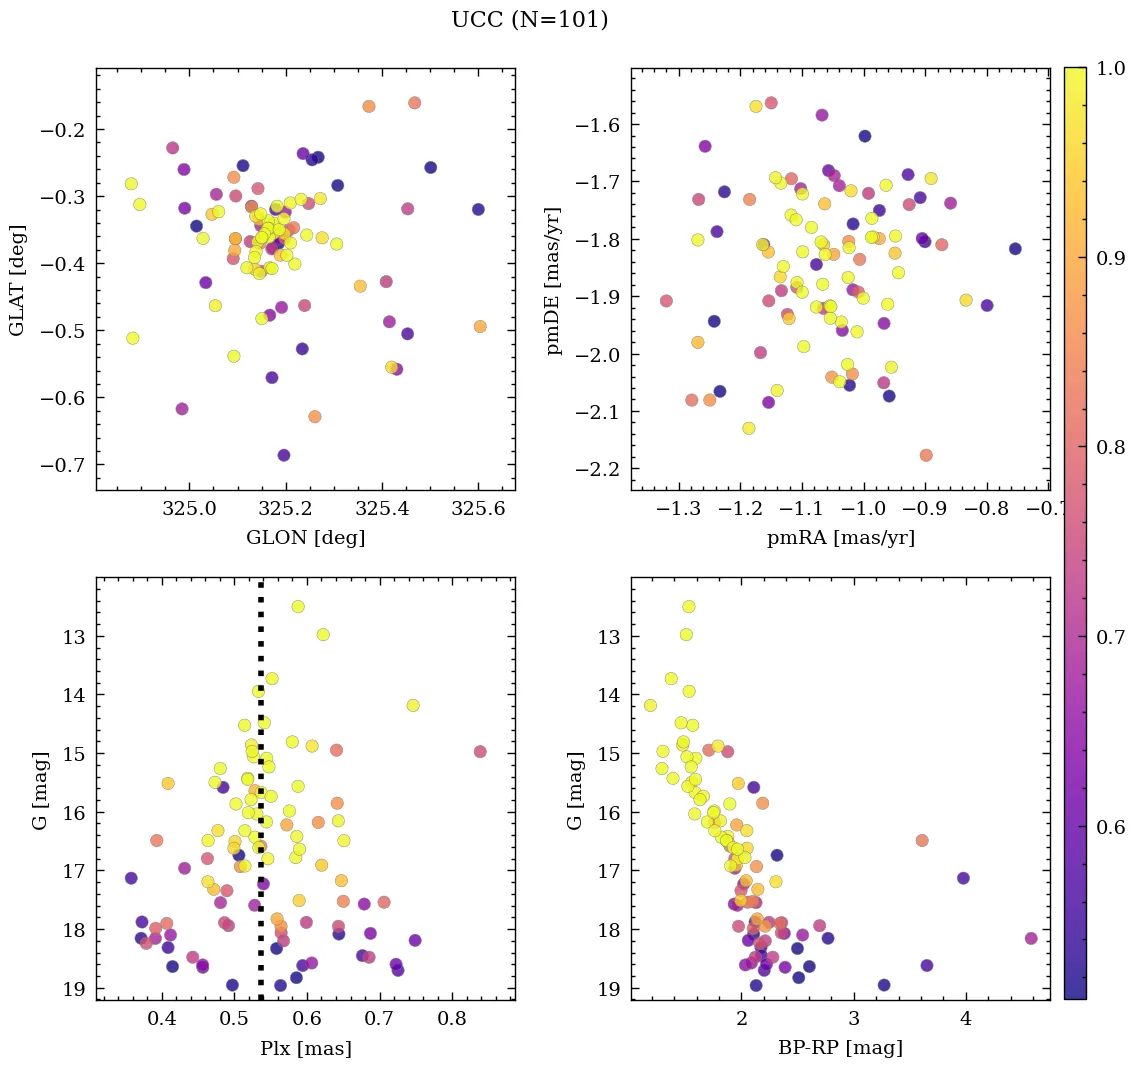 UCC (N=101)
−0.2
−0.3
−0.4
−0.5
−0.6
−0.7
GLAT [deg]
325.0 325.2 325.4 325.6
GLON [deg]
−1.6
−1.7
−1.8
−1.9
−2.0
−2.1
−2.2
pmDE [mas/yr]
−1.3 −1.2 −1.1 −1.0 −0.9 −0.8
pmRA [mas/yr]
1.0
0.9
0.8
0.7
0.6
13
14
15
16
17
18
19
G [mag]
0.4 0.5 0.6 0.7 0.8
Plx [mas]
13
14
15
16
17
18
19
G [mag]
2 3 4
BP-RP [mag]